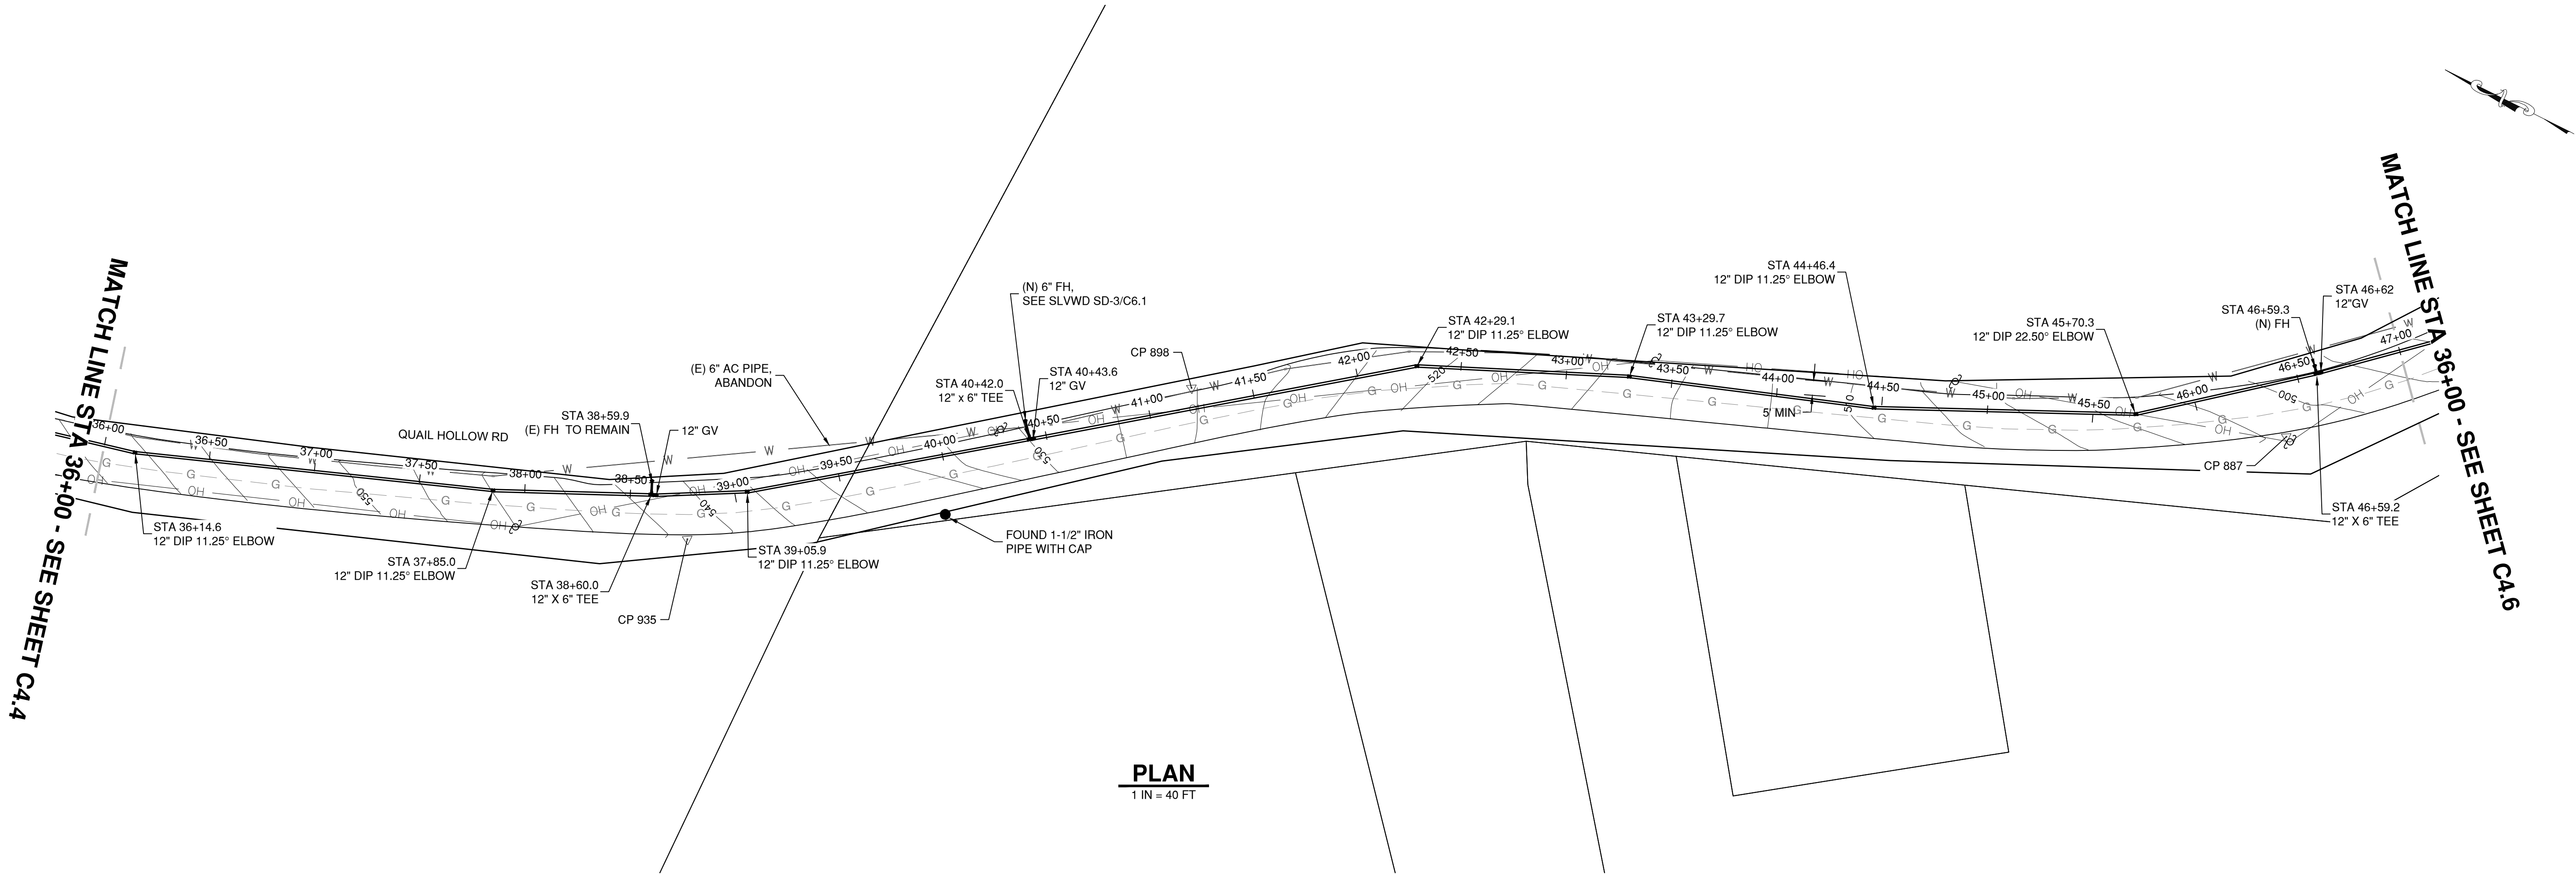 MATCH LINE STA 36+00 - SEE SHEET C4.4
MATCH LINE STA 36+00 - SEE SHEET C4.6
36+00
36+50
37+00
37+50
38+00
38+50
39+00
39+50
40+00
40+50
41+00
41+50
42+00
42+50
43+00
43+50
44+00
44+50
45+00
45+50
46+00
46+50
47+00
STA 36+14.6
12" DIP 11.25° ELBOW
QUAIL HOLLOW RD
550
STA 37+85.0
12" DIP 11.25° ELBOW
STA 38+59.9
(E) FH TO REMAIN
12" GV
STA 38+60.0
12" X 6" TEE
CP 935
540
STA 39+05.9
12" DIP 11.25° ELBOW
(E) 6" AC PIPE,
ABANDON
FOUND 1-1/2" IRON
PIPE WITH CAP
STA 40+42.0
12" x 6" TEE
(N) 6" FH,
SEE SLVWD SD-3/C6.1
STA 40+43.6
12" GV
530
CP 898
STA 42+29.1
12" DIP 11.25° ELBOW
520
STA 43+29.7
12" DIP 11.25° ELBOW
5' MIN
510
STA 44+46.4
12" DIP 11.25° ELBOW
STA 45+70.3
12" DIP 22.50° ELBOW
STA 46+59.3
(N) FH
STA 46+62
12"GV
500
CP 887
STA 46+59.2
12" X 6" TEE
W
G
OH
PLAN
1 IN = 40 FT